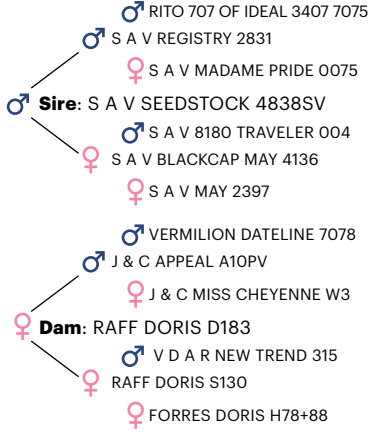 RITO 707 OF IDEAL 3407 7075
S A V REGISTRY 2831
S A V MADAME PRIDE 0075
Sire: S A V SEEDSTOCK 4838SV
S A V 8180 TRAVELER 004
S A V BLACKCAP MAY 4136
S A V MAY 2397
VERMILION DATELINE 7078
J & C APPEAL A10PV
J & C MISS CHEYENNE W3
Dam: RAFF DORIS D183
V D A R NEW TREND 315
RAFF DORIS S130
FORRES DORIS H78+88